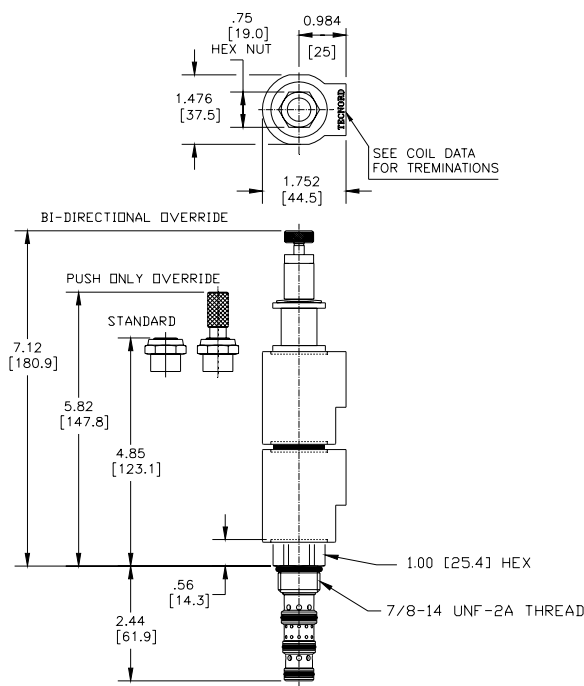 .75
[19.0]
HEX NUT
0.984
[25]
1.476
[37.5]
TECNORD
SEE COIL DATA
FOR TREMINATIONS
1.752
[44.5]
BI-DIRECTIONAL OVERRIDE
PUSH ONLY OVERRIDE
STANDARD
7.12
[180.9]
5.82
[147.8]
4.85
[123.1]
1.00 [25.4] HEX
.56
[14.3]
7/8-14 UNF-2A THREAD
2.44
[61.9]